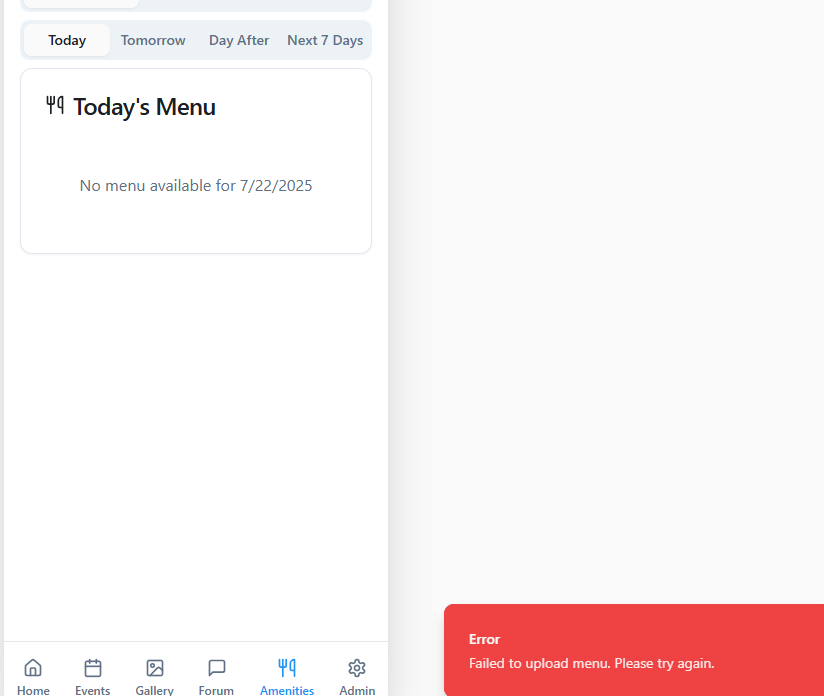 Today Tomorrow Day After Next 7 Days
Today's Menu
No menu available for 7/22/2025
Error
Failed to upload menu. Please try again.
Home Events Gallery Forum Amenities Admin